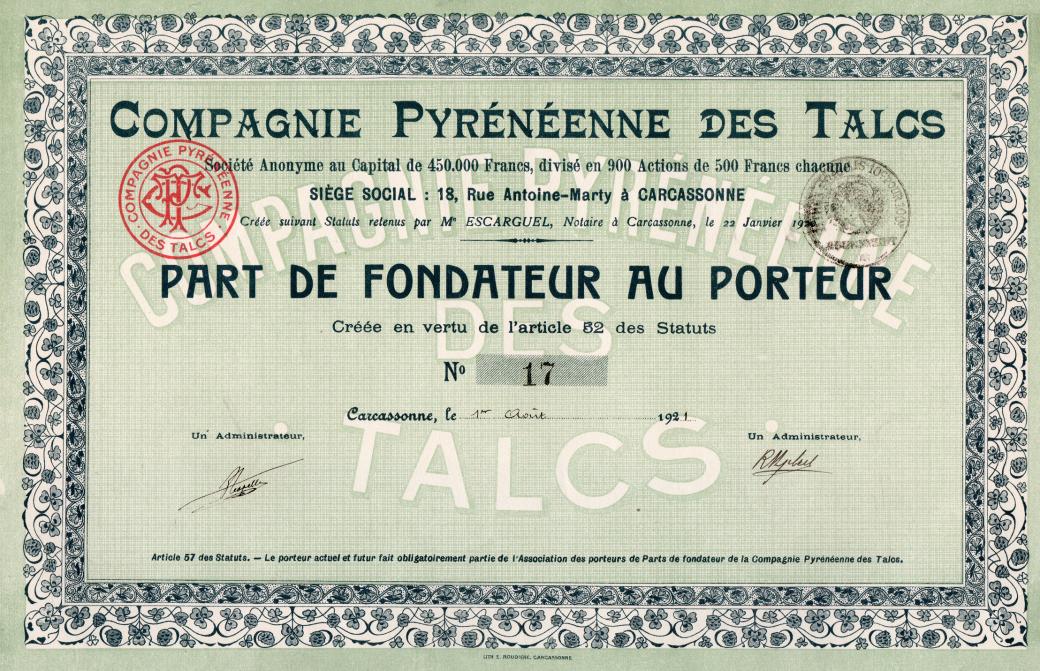 COMPAGNIE PYRÉNÉENNE DES TALCS
Société Anonyme au Capital de 450.000 Francs, divisé en 900 Actions de 500 Francs chacune
SIÈGE SOCIAL : 18, Rue Antoine-Marty à CARCASSONNE
Créée suivant Statuts retenus par Me ESCARGUEL, Notaire à Carcassonne, le 22 Janvier
COMPAGNIE PYRÉNÉENNE
DES TALCS
PART DE FONDATEUR AU PORTEUR
Créée en vertu de l'article 52 des Statuts
No 17
Carcassonne, le 1er Août 1921
Un Administrateur,
Un Administrateur,
COMPAGNIE PYRÉNÉENNE
DES
TALCS
Article 57 des Statuts. — Le porteur actuel et futur fait obligatoirement partie de l'Association des porteurs de Parts de fondateur de la Compagnie Pyrénéenne des Talcs.
LITH E. ROUDIÈRE, CARCASSONNE